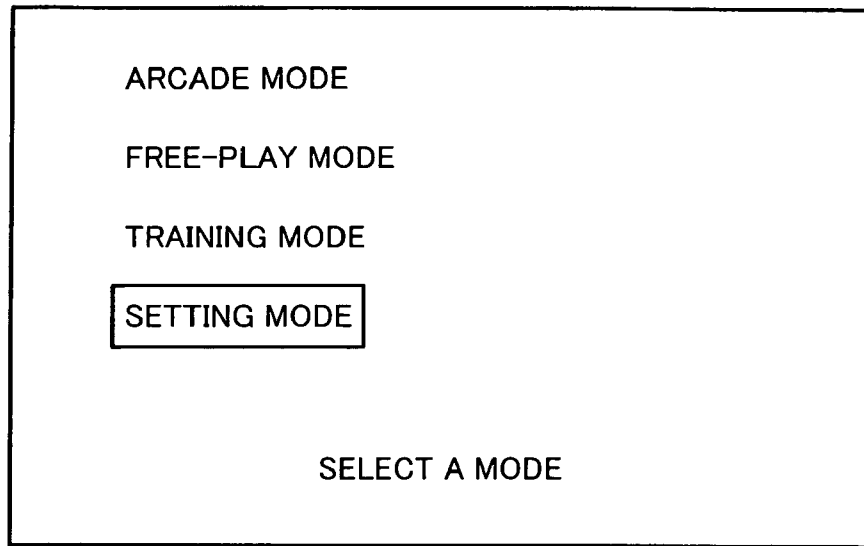 ARCADE MODE
FREE-PLAY MODE
TRAINING MODE
SETTING MODE
SELECT A MODE